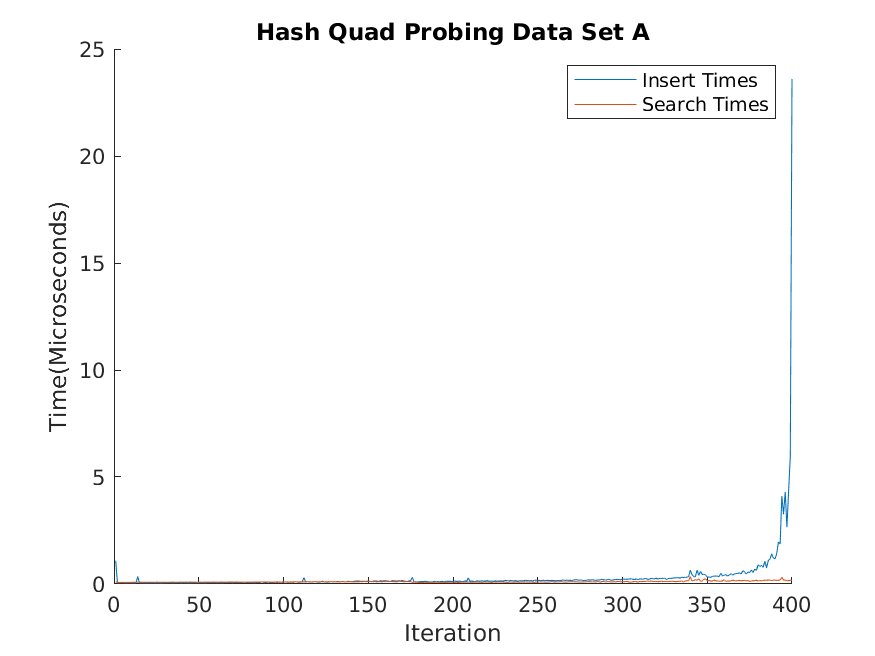 Hash Quad Probing Data Set A
Insert Times
Search Times
Time(Microseconds)
25
20
15
10
5
0
0 50 100 150 200 250 300 350 400
Iteration